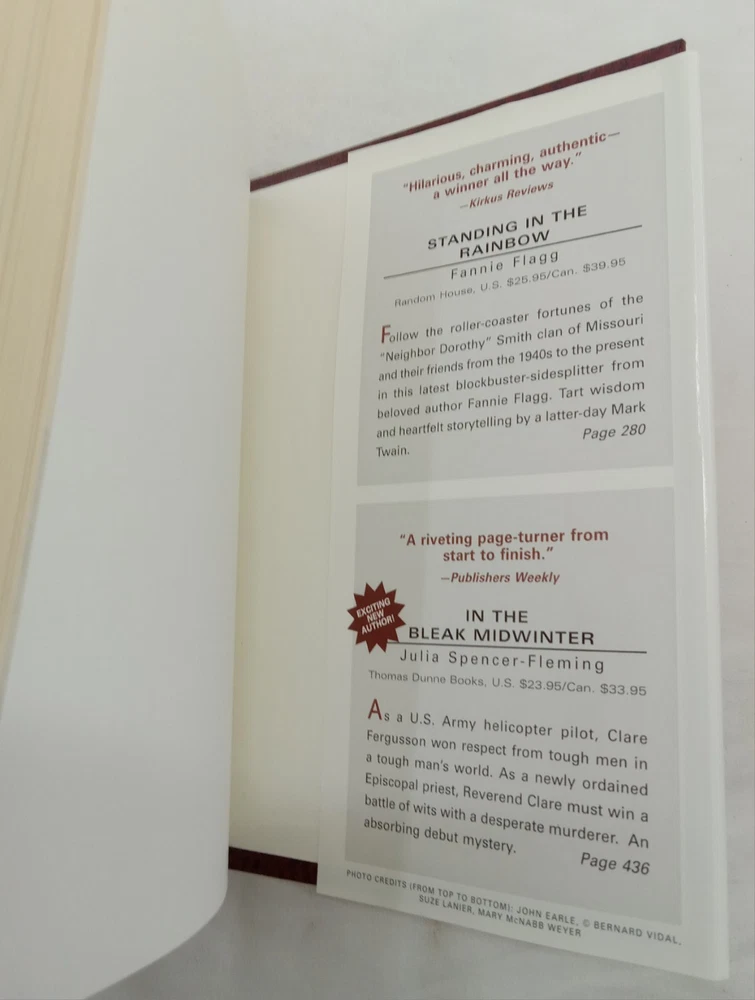 “Hilarious, charming, authentic—
a winner all the way.”
—Kirkus Reviews
STANDING IN THE
RAINBOW
Fannie Flagg
Random House, U.S. $25.95/Can. $39.95
Follow the roller-coaster fortunes of the
“Neighbor Dorothy” Smith clan of Missouri
and their friends from the 1940s to the present
in this latest blockbuster-sidesplitter from
beloved author Fannie Flagg. Tart wisdom
and heartfelt storytelling by a latter-day Mark
Twain.
Page 280
“A riveting page-turner from
start to finish.”
—Publishers Weekly
EXCITING
NEW
AUTHOR!
IN THE
BLEAK MIDWINTER
Julia Spencer-Fleming
Thomas Dunne Books, U.S. $23.95/Can. $33.95
As a U.S. Army helicopter pilot, Clare
Fergusson won respect from tough men in
a tough man’s world. As a newly ordained
Episcopal priest, Reverend Clare must win a
battle of wits with a desperate murderer. An
absorbing debut mystery.
Page 436
PHOTO CREDITS (FROM TOP TO BOTTOM): JOHN EARLE, © BERNARD VIDAL,
SUZE LANIER, MARY McNABB WEYER